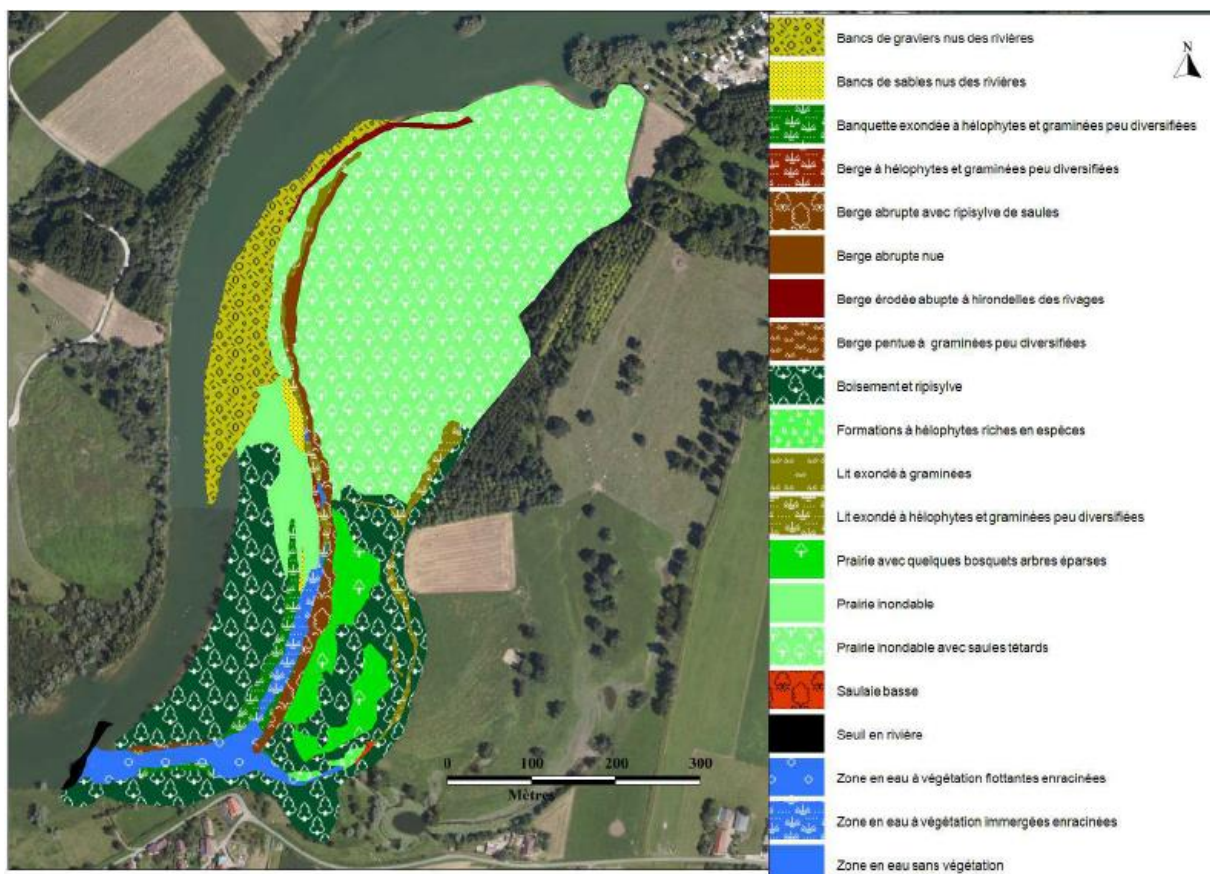 Bancs de graviers nus des rivières
N
Bancs de sables nus des rivières
Banquette exondée à hélophytes et graminées peu diversifiées
Berge à hélophytes et graminées peu diversifiées
Berge abrupte avec ripisylve de saules
Berge abrupte nue
Berge érodée abupte à hirondelles des rivages
Berge pentue à graminées peu diversifiées
Boisement et ripisylve
Formations à hélophytes riches en espèces
Lit exondé à graminées
Lit exondé à hélophytes et graminées peu diversifiées
Prairie avec quelques bosquets arbres éparses
Prairie inondable
Prairie inondable avec saules tétards
Saulaie basse
Seuil en rivière
Zone en eau à végétation flottantes enracinées
Zone en eau à végétation immergées enracinées
Zone en eau sans végétation
0 100 200 300
Mètres